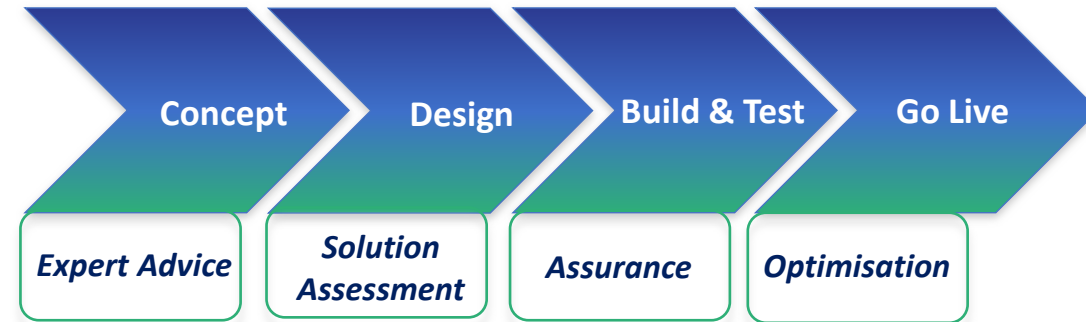 Concept
Design
Build & Test
Go Live
Expert Advice
Solution
Assessment
Assurance
Optimisation